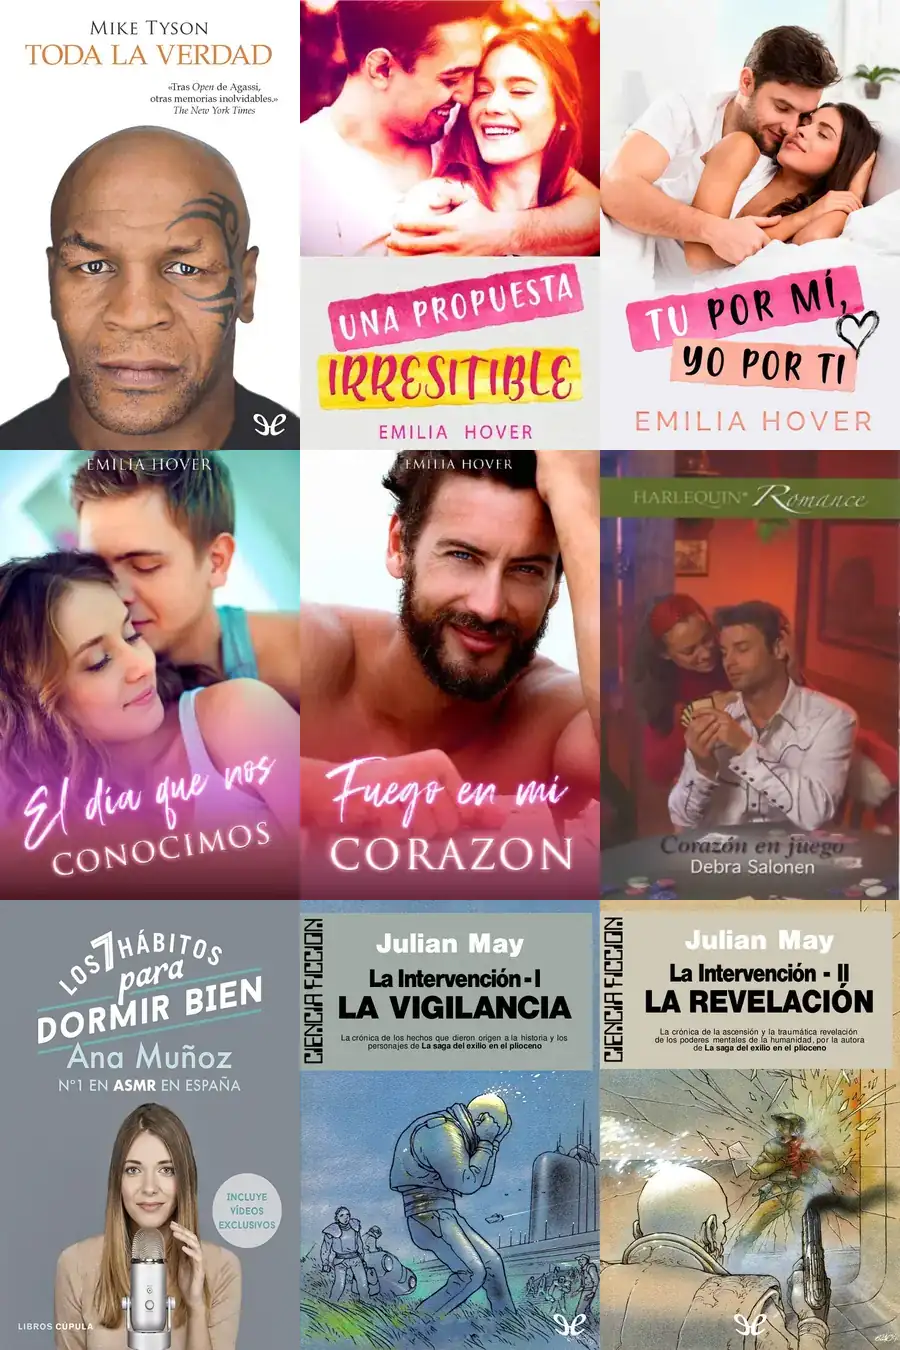 MIKE TYSON
TODA LA VERDAD
«Tras Open de Agassi,
otras memorias inolvidables.»
The New York Times
UNA PROPUESTA
IRRESITIBLE
EMILIA HOVER
TU POR MÍ,
YO POR TI
EMILIA HOVER
EMILIA HOVER
El día que nos
CONOCIMOS
EMILIA HOVER
Fuego en mi
CORAZON
HARLEQUIN® Romance
Corazón en juego
Debra Salonen
LOS 7 HÁBITOS
para
DORMIR BIEN
Ana Muñoz
Nº1 EN ASMR EN ESPAÑA
INCLUYE
VÍDEOS
EXCLUSIVOS
LIBROS CÚPULA
CIENCIA FICCION
Julian May
La Intervención-I
LA VIGILANCIA
La crónica de los hechos que dieron origen a la historia y los
personajes de La saga del exilio en el plioceno
CIENCIA FICCION
Julian May
La Intervención - II
LA REVELACIÓN
La crónica de la ascensión y la traumática revelación
de los poderes mentales de la humanidad, por la autora
de La saga del exilio en el plioceno